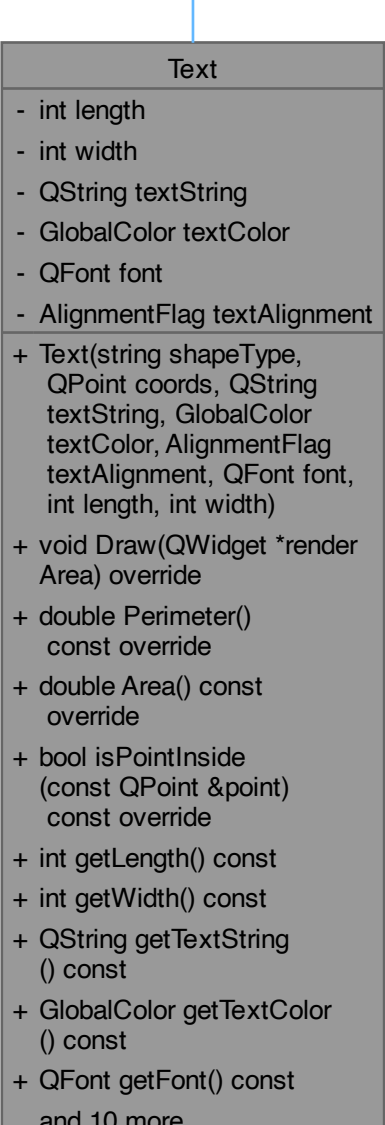 Text
- int length
- int width
- QString textString
- GlobalColor textColor
- QFont font
- AlignmentFlag textAlignment
+ Text(string shapeType,
QPoint coords, QString
textString, GlobalColor
textColor, AlignmentFlag
textAlignment, QFont font,
int length, int width)
+ void Draw(QWidget *render
Area) override
+ double Perimeter()
const override
+ double Area() const
override
+ bool isPointInside
(const QPoint &point)
const override
+ int getLength() const
+ int getWidth() const
+ QString getTextString
() const
+ GlobalColor getTextColor
() const
+ QFont getFont() const
and 10 more